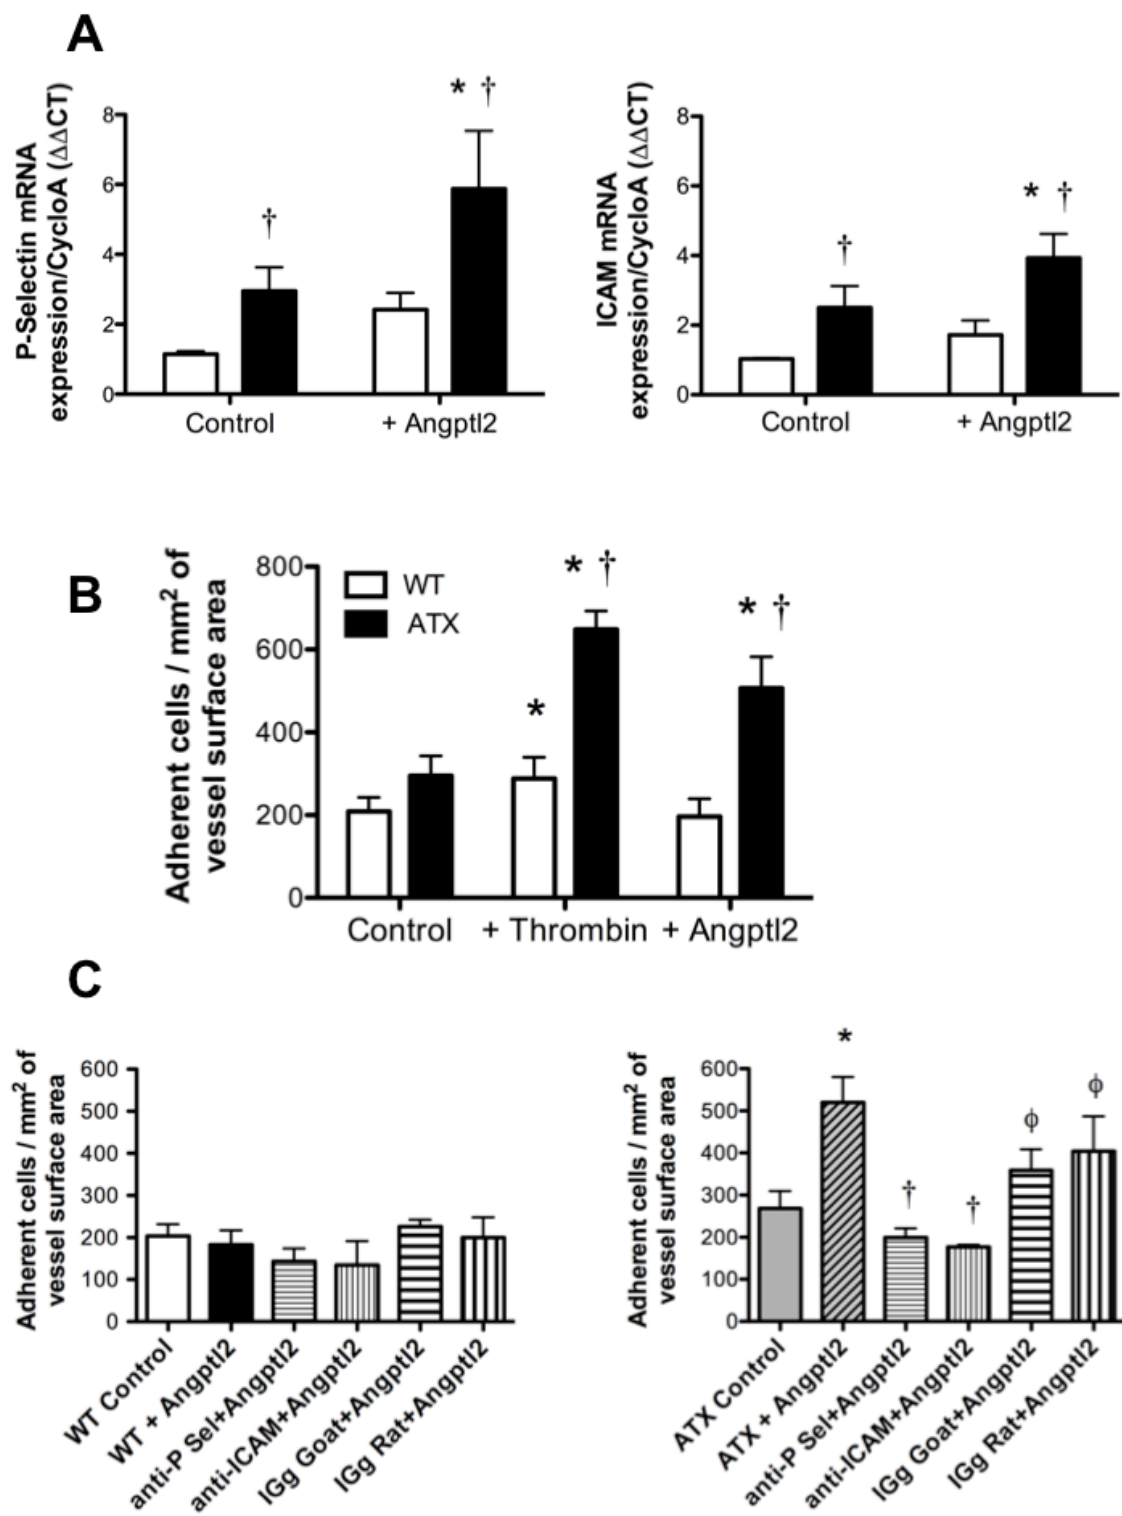 A
P-Selectin mRNA
expression/CycloA (ΔΔCT)
8
6
4
2
0
†
* †
Control
+ Angptl2
ICAM mRNA
expression/CycloA (ΔΔCT)
8
6
4
2
0
†
* †
Control
+ Angptl2
B
Adherent cells / mm² of
vessel surface area
800
600
400
200
0
WT
ATX
*
* †
* †
Control
+ Thrombin
+ Angptl2
C
Adherent cells / mm² of
vessel surface area
600
500
400
300
200
100
0
WT Control
WT + Angptl2
anti-P Sel+Angptl2
anti-ICAM+Angptl2
IGg Goat+Angptl2
IGg Rat+Angptl2
Adherent cells / mm² of
vessel surface area
600
500
400
300
200
100
0
*
†
†
ϕ
ϕ
ATX Control
ATX + Angptl2
anti-P Sel+Angptl2
anti-ICAM+Angptl2
IGg Goat+Angptl2
IGg Rat+Angptl2